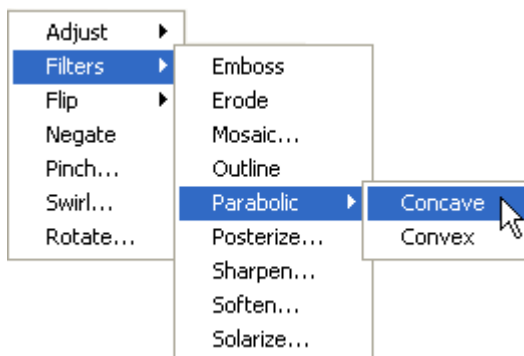 Adjust
Filters
Flip
Negate
Pinch...
Swirl...
Rotate...
Emboss
Erode
Mosaic...
Outline
Parabolic
Posterize...
Sharpen...
Soften...
Solarize...
Concave
Convex